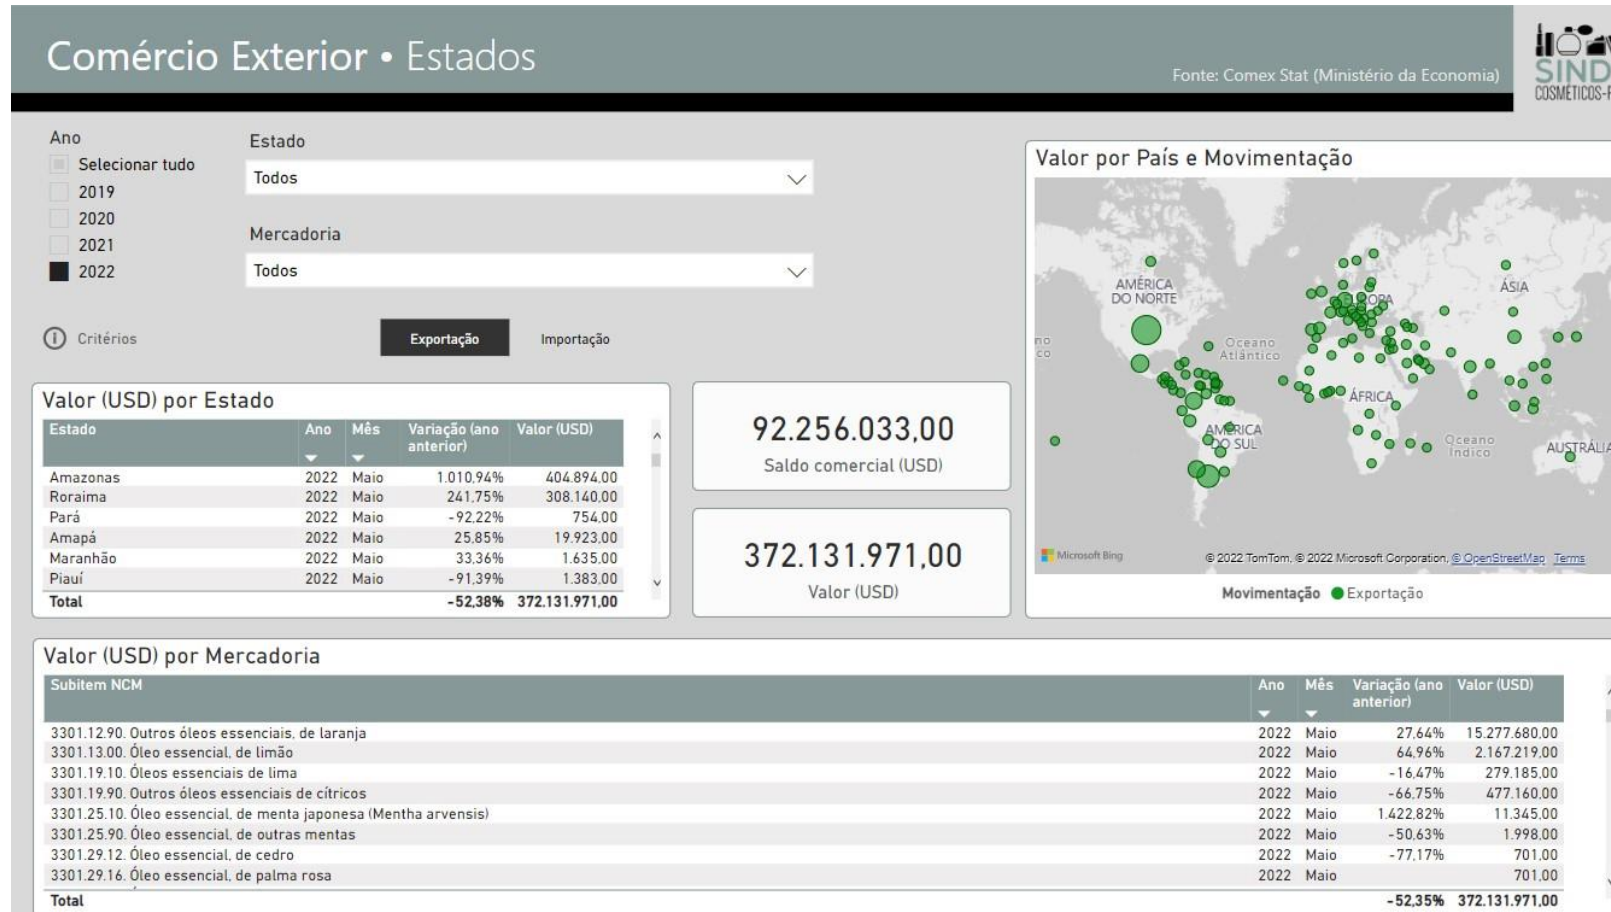 Comércio Exterior • Estados
Fonte: Comex Stat (Ministério da Economia)
SIND
COSMÉTICOS-
Ano
Selecionar tudo
2019
2020
2021
2022
Estado
Todos
Mercadoria
Todos
Critérios
Exportação Importação
Valor (USD) por Estado
Estado Ano Mês Variação (ano anterior) Valor (USD)
Amazonas 2022 Maio 1.010,94% 404.894,00
Roraima 2022 Maio 241,75% 308.140,00
Pará 2022 Maio -92,22% 754,00
Amapá 2022 Maio 25,85% 19.923,00
Maranhão 2022 Maio 33,36% 1.635,00
Piauí 2022 Maio -91,39% 1.383,00
Total -52,38% 372.131.971,00
92.256.033,00
Saldo comercial (USD)
372.131.971,00
Valor (USD)
Valor por País e Movimentação
AMÉRICA
DO NORTE
ÁSIA
Oceano
Atlântico
ÁFRICA
AMÉRICA
DO SUL
Oceano
Índico
AUSTRÁLIA
Microsoft Bing
© 2022 TomTom, © 2022 Microsoft Corporation, © OpenStreetMap Terms
Movimentação Exportação
Valor (USD) por Mercadoria
Subitem NCM Ano Mês Variação (ano anterior) Valor (USD)
3301.12.90. Outros óleos essenciais, de laranja 2022 Maio 27,64% 15.277.680,00
3301.13.00. Óleo essencial, de limão 2022 Maio 64,96% 2.167.219,00
3301.19.10. Óleos essenciais de lima 2022 Maio -16,47% 279.185,00
3301.19.90. Outros óleos essenciais de cítricos 2022 Maio -66,75% 477.160,00
3301.25.10. Óleo essencial, de menta japonesa (Mentha arvensis) 2022 Maio 1.422,82% 11.345,00
3301.25.90. Óleo essencial, de outras mentas 2022 Maio -50,63% 1.998,00
3301.29.12. Óleo essencial, de cedro 2022 Maio -77,17% 701,00
3301.29.16. Óleo essencial, de palma rosa 2022 Maio 701,00
Total -52,35% 372.131.971,00